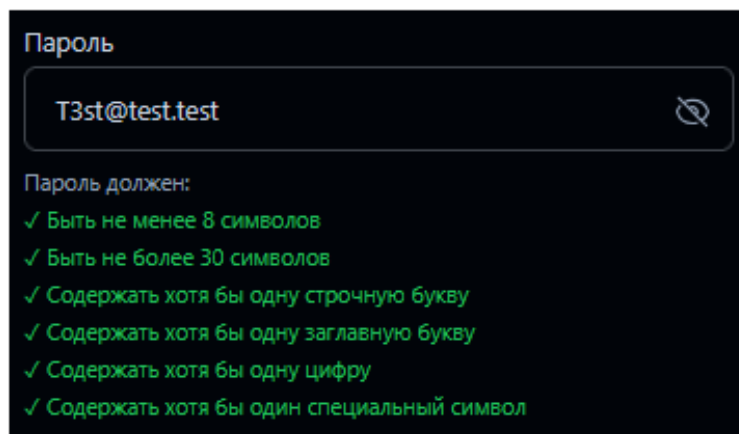 Пароль
T3st@test.test
Пароль должен:
✓ Быть не менее 8 символов
✓ Быть не более 30 символов
✓ Содержать хотя бы одну строчную букву
✓ Содержать хотя бы одну заглавную букву
✓ Содержать хотя бы одну цифру
✓ Содержать хотя бы один специальный символ